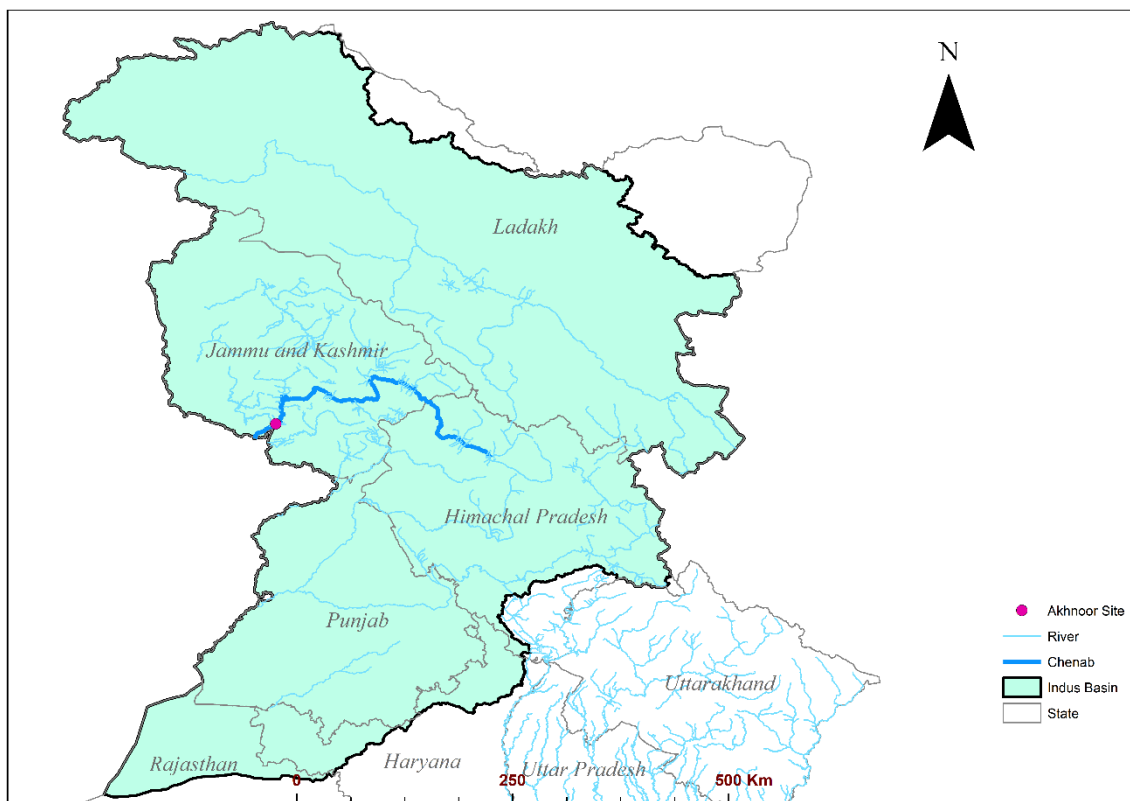 N
Ladakh
Jammu and Kashmir
Himachal Pradesh
Punjab
Uttarakhand
Rajasthan
Haryana
Uttar Pradesh
0 250 500 Km
Akhnoor Site
River
Chenab
Indus Basin
State